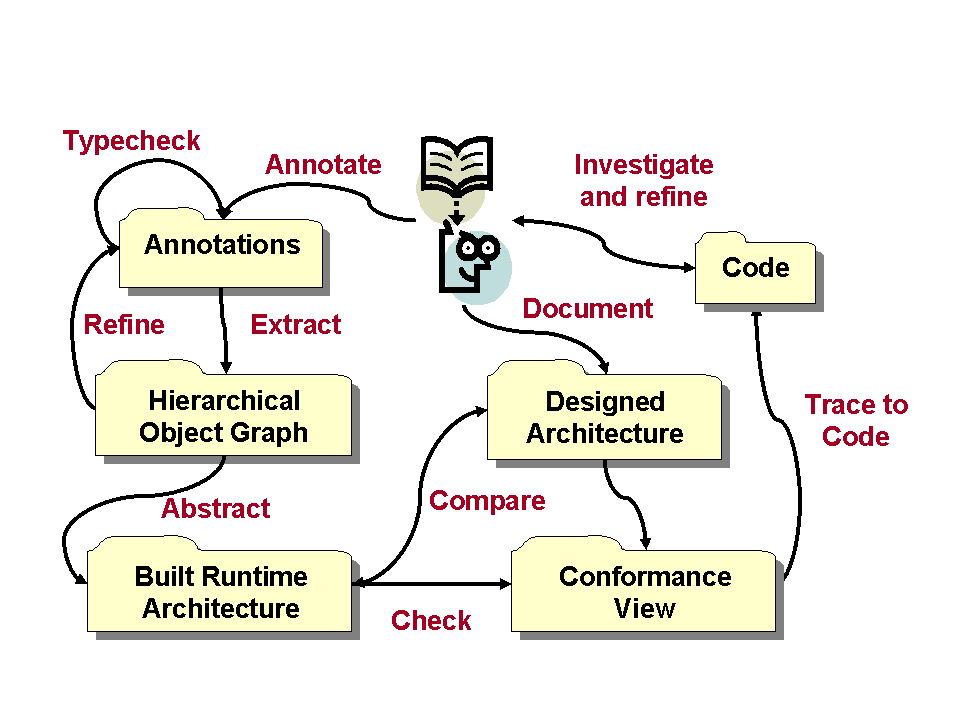 Typecheck
Annotate
Investigate
and refine
Annotations
Code
Refine
Extract
Document
Hierarchical
Object Graph
Designed
Architecture
Trace to
Code
Abstract
Compare
Built Runtime
Architecture
Conformance
View
Check